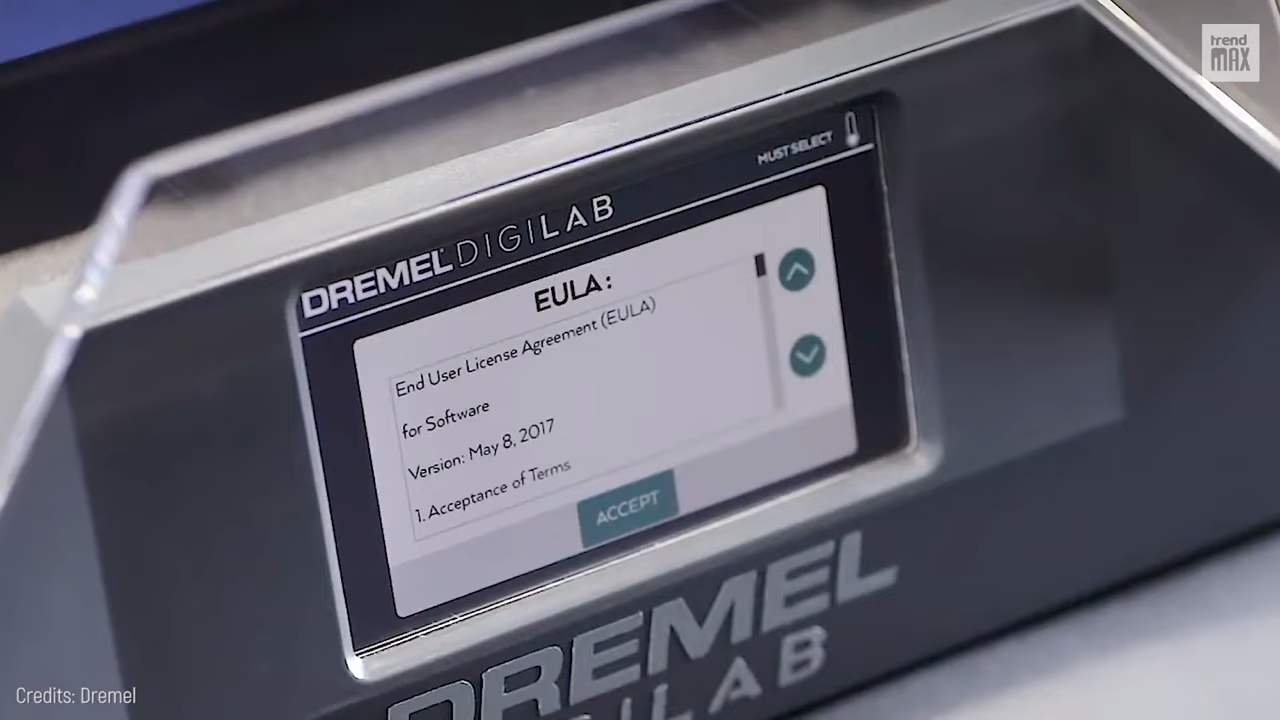 trend
MAX
MUST SELECT
DREMEL DIGILAB
EULA:
End User License Agreement (EULA)
for Software
Version: May 8, 2017
1. Acceptance of Terms
ACCEPT
DREMEL
DIGILAB
Credits: Dremel